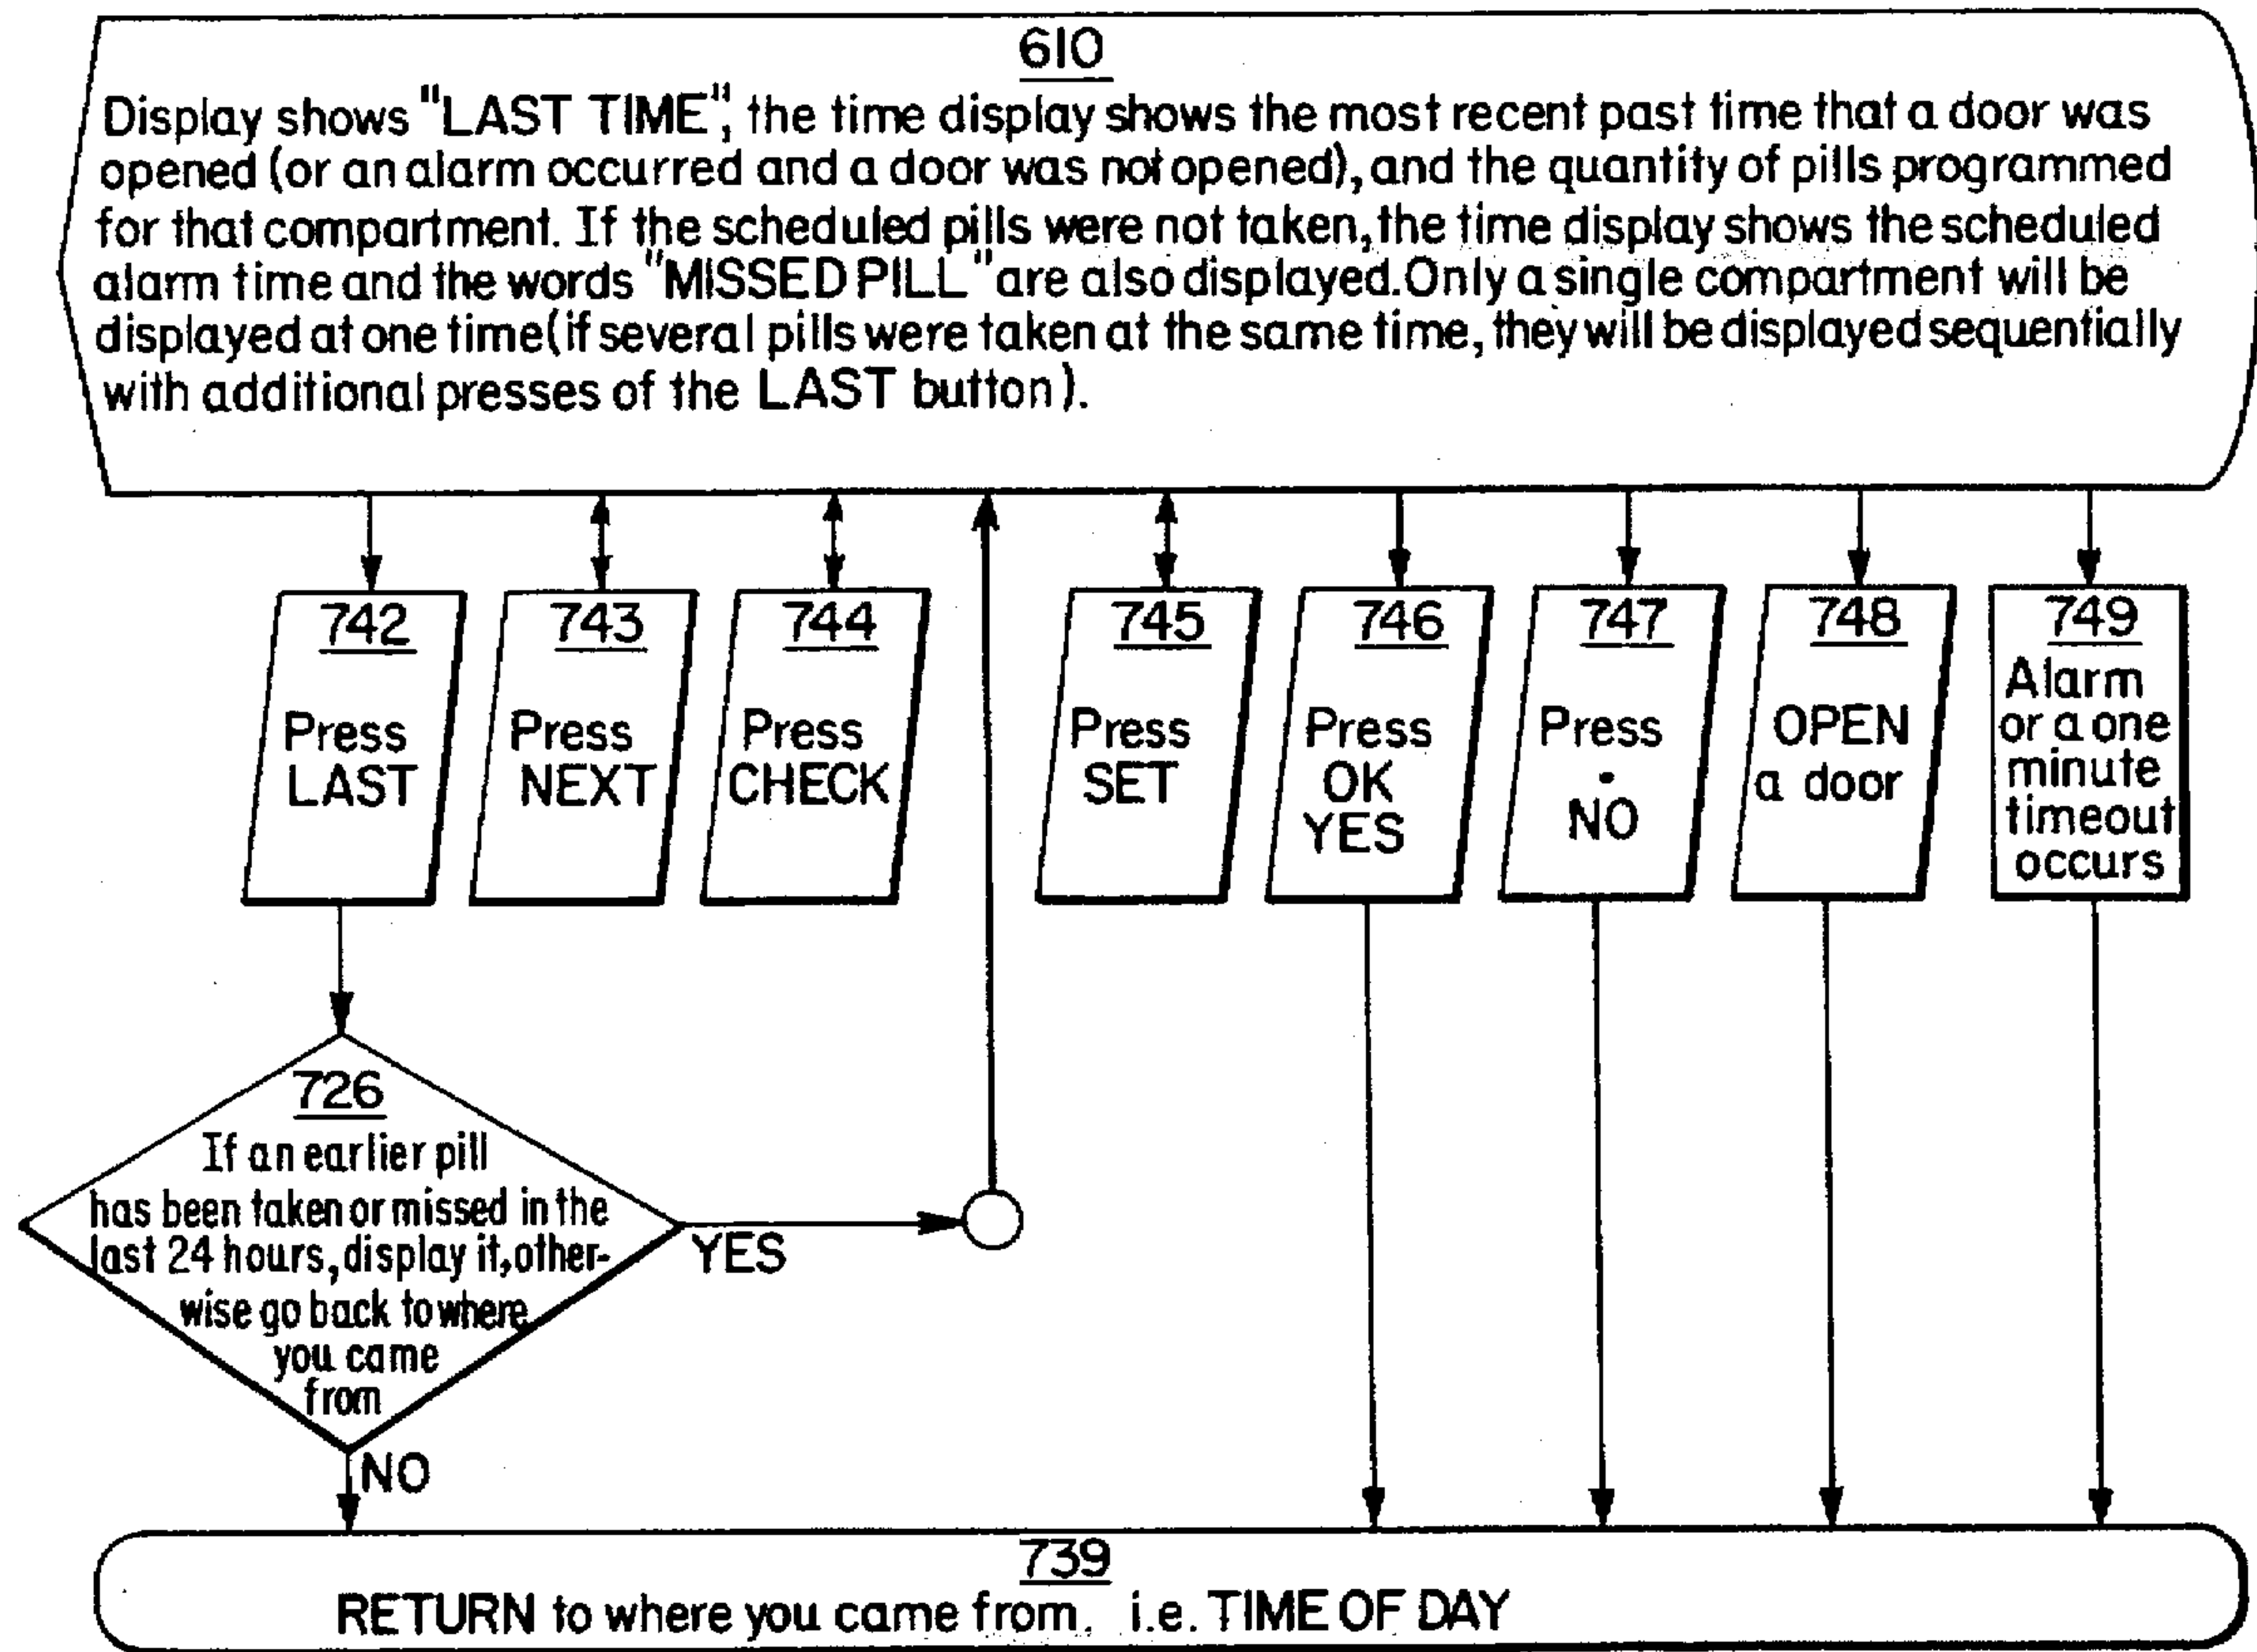 610
Display shows "LAST TIME", the time display shows the most recent past time that a door was
opened (or an alarm occurred and a door was not opened), and the quantity of pills programmed
for that compartment. If the scheduled pills were not taken, the time display shows the scheduled
alarm time and the words "MISSED PILL" are also displayed. Only a single compartment will be
displayed at one time (if several pills were taken at the same time, they will be displayed sequentially
with additional presses of the LAST button).
742
Press
LAST
743
Press
NEXT
744
Press
CHECK
745
Press
SET
746
Press
OK
YES
747
Press
•
NO
748
OPEN
a door
749
Alarm
or a one
minute
timeout
occurs
726
If an earlier pill
has been taken or missed in the
last 24 hours, display it, other-
wise go back to where
you came
from
YES
NO
739
RETURN to where you came from. i.e. TIME OF DAY